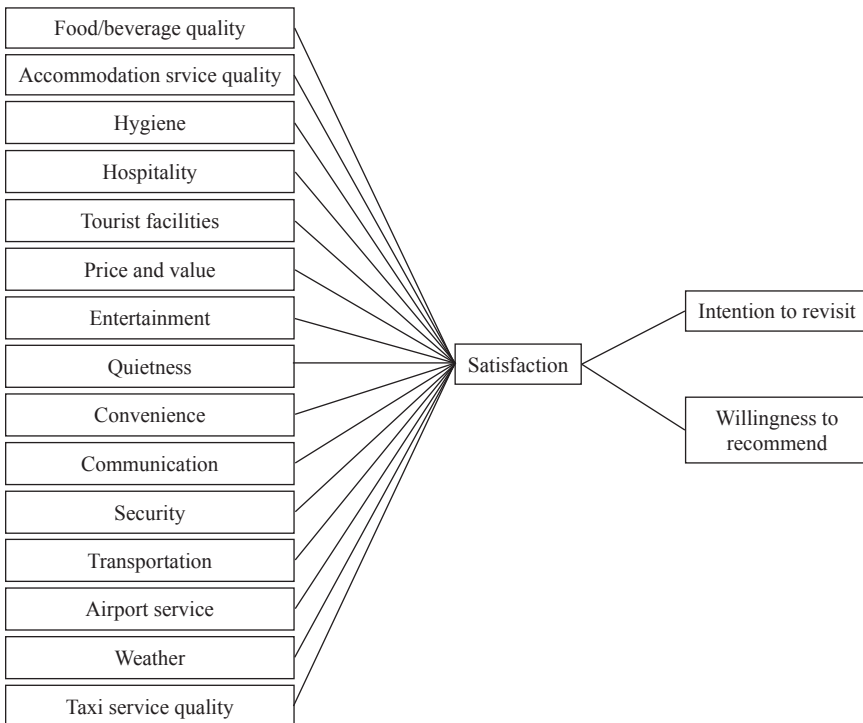 Food/beverage quality
Accommodation srvice quality
Hygiene
Hospitality
Tourist facilities
Price and value
Entertainment
Quietness
Convenience
Communication
Security
Transportation
Airport service
Weather
Taxi service quality
Satisfaction
Intention to revisit
Willingness to
recommend